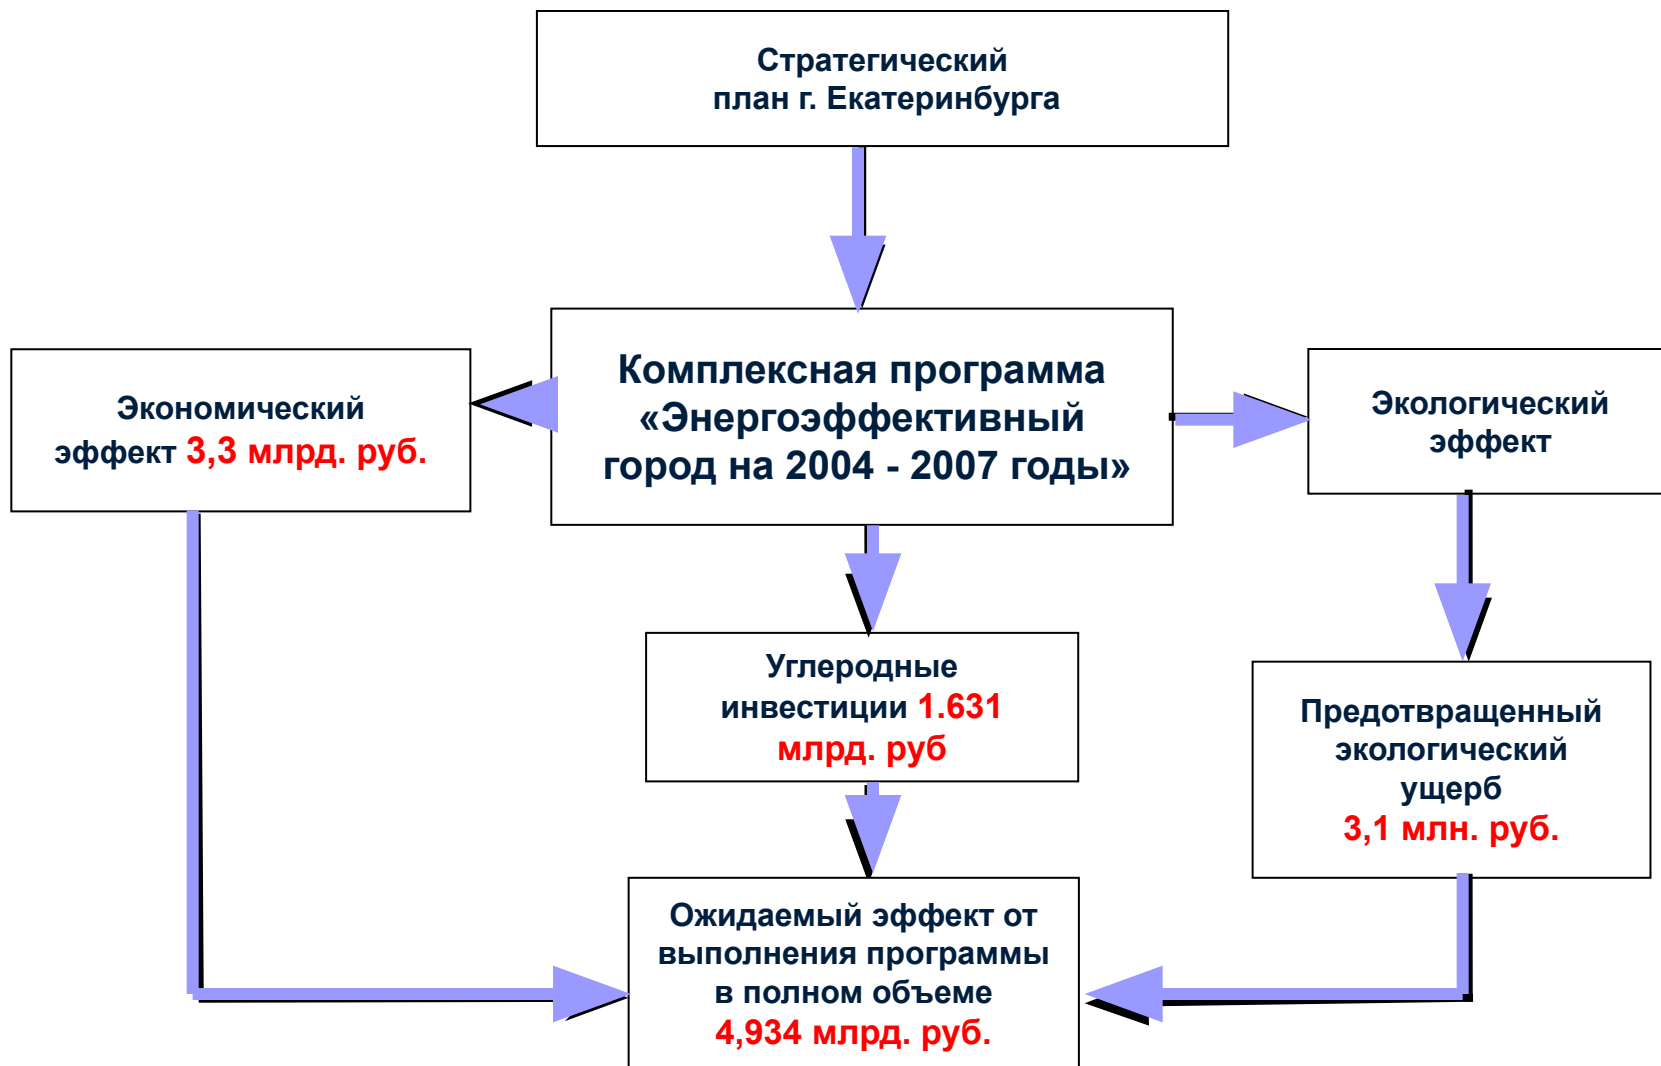 Стратегический
план г. Екатеринбурга
Комплексная программа
«Энергоэффективный
город на 2004 - 2007 годы»
Экономический
эффект 3,3 млрд. руб.
Экологический
эффект
Углеродные
инвестиции 1.631
млрд. руб
Предотвращенный
экологический
ущерб
3,1 млн. руб.
Ожидаемый эффект от
выполнения программы
в полном объеме
4,934 млрд. руб.